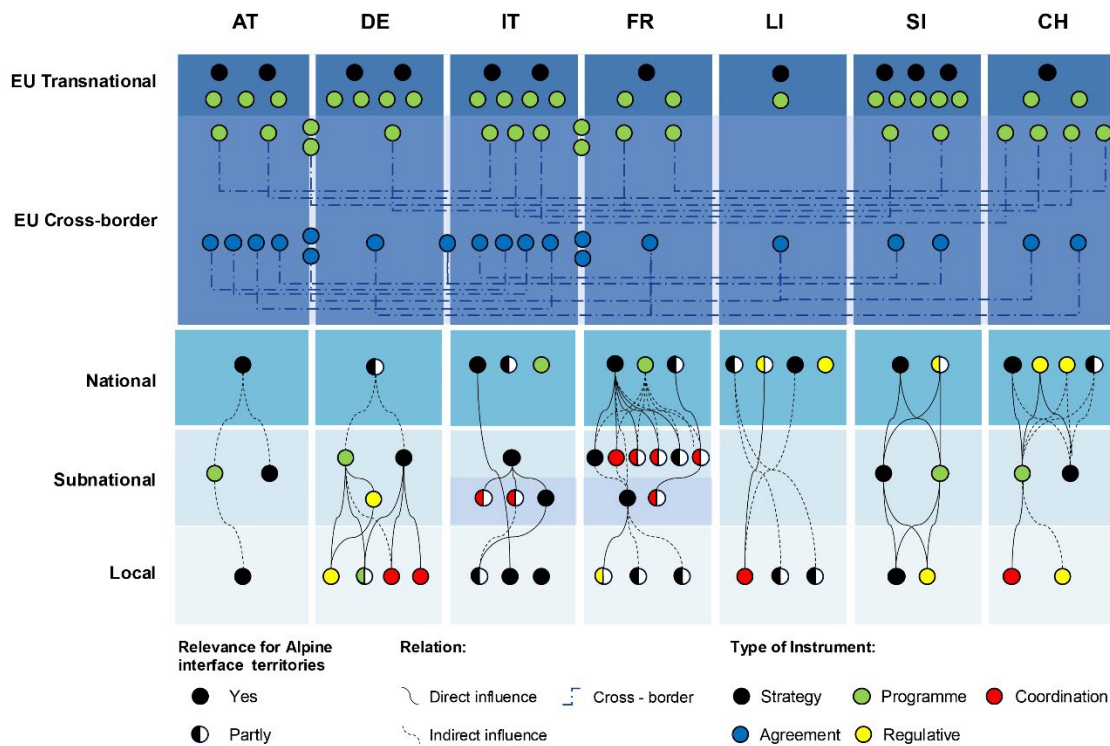 AT DE IT FR LI SI CH
EU Transnational
EU Cross-border
National
Subnational
Local
Relevance for Alpine
interface territories
Yes
Partly
Relation:
Direct influence
Indirect influence
Cross - border
Type of Instrument:
Strategy
Programme
Coordination
Agreement
Regulative